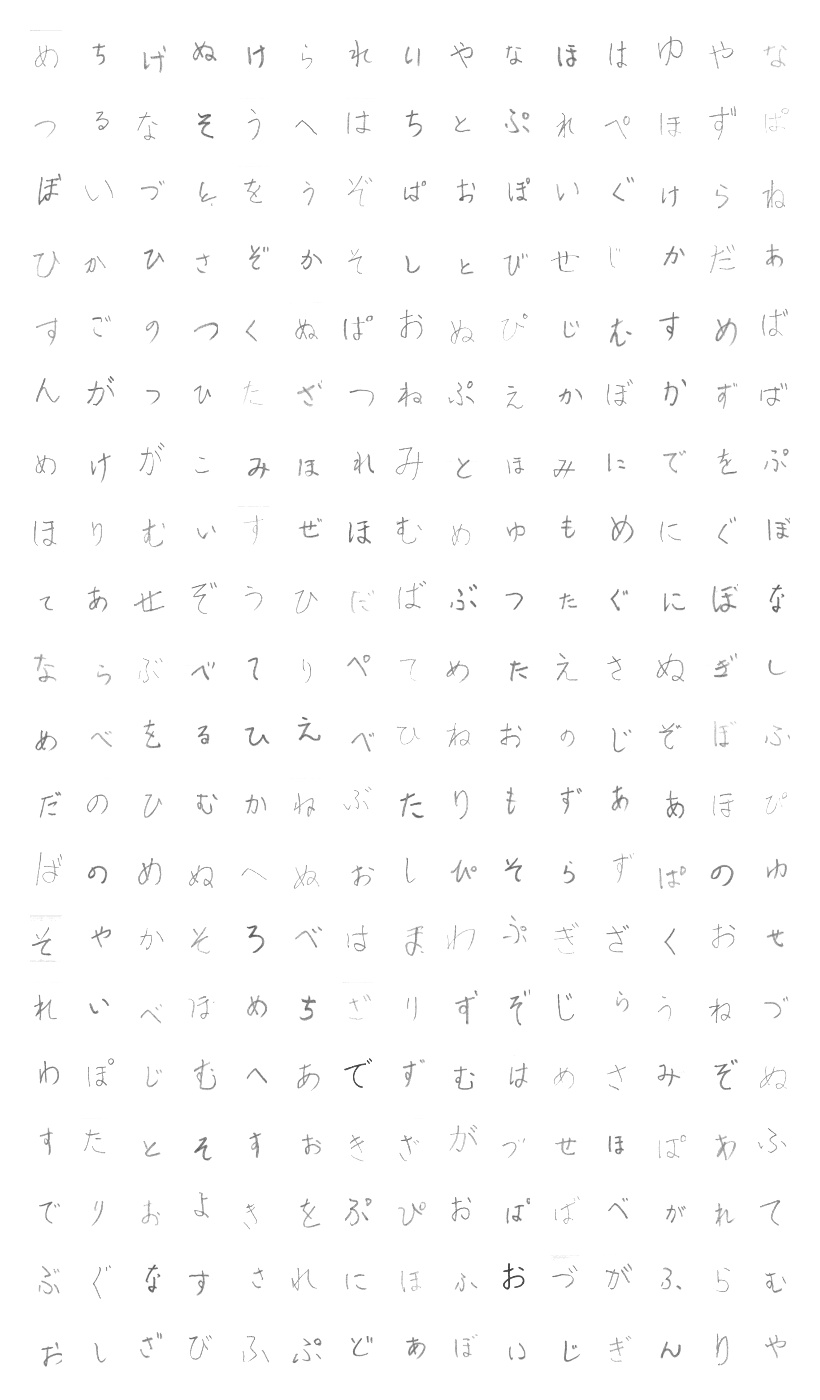 めちげぬけられいやなほはゆやな
つるなそうへはちとぷれぺほずぱ
ぼいづとをうぞぱおぽいぐけらね
ひかひさぞかそしとびせじかだあ
すごのつくぬぱおぬぴじむすめば
んがっひたざつねぷえかぼかずば
めけがこみほれみとほみにでをぷ
ほりむいすぜほむめゆもめにぐぼ
てあせぞうひだばぶつたぐにぼな
ならぶべてりぺてめたえさぬぎし
めべをるひえべひねおのじぞぼふ
だのひむかねぶたりもずああほぴ
ばのめぬへぬおしぴそらずぱのゆ
そやかそろべはまわぷぎざくおせ
れいべほめちざりずぞじらうねづ
わぽじむへあでずむはめさみぞぬ
すたとそすおきざがづせほぱわふ
でりおよきをぷぴおぱばべがれて
ぶぐなすされにほふおづがふらむ
おしざびふぷどあぼいじぎんりや